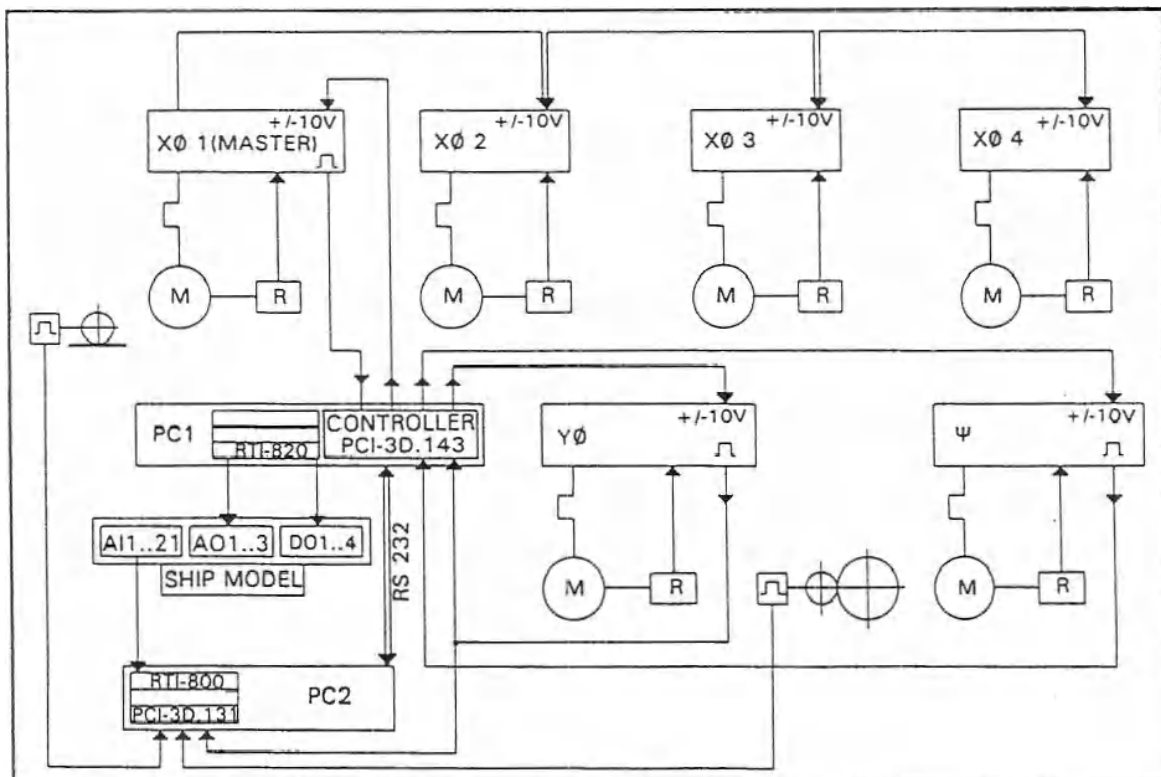 +/-10V
XØ 1(MASTER)
+/-10V
XØ 2
+/-10V
XØ 3
+/-10V
XØ 4
M
R
M
R
M
R
M
R
PC1
RTI-820
CONTROLLER
PCI-3D.143
+/-10V
YØ
+/-10V
Ψ
AI1..21
AO1..3
DO1..4
SHIP MODEL
RS 232
M
R
M
R
RTI-800
PCI-3D.131
PC2